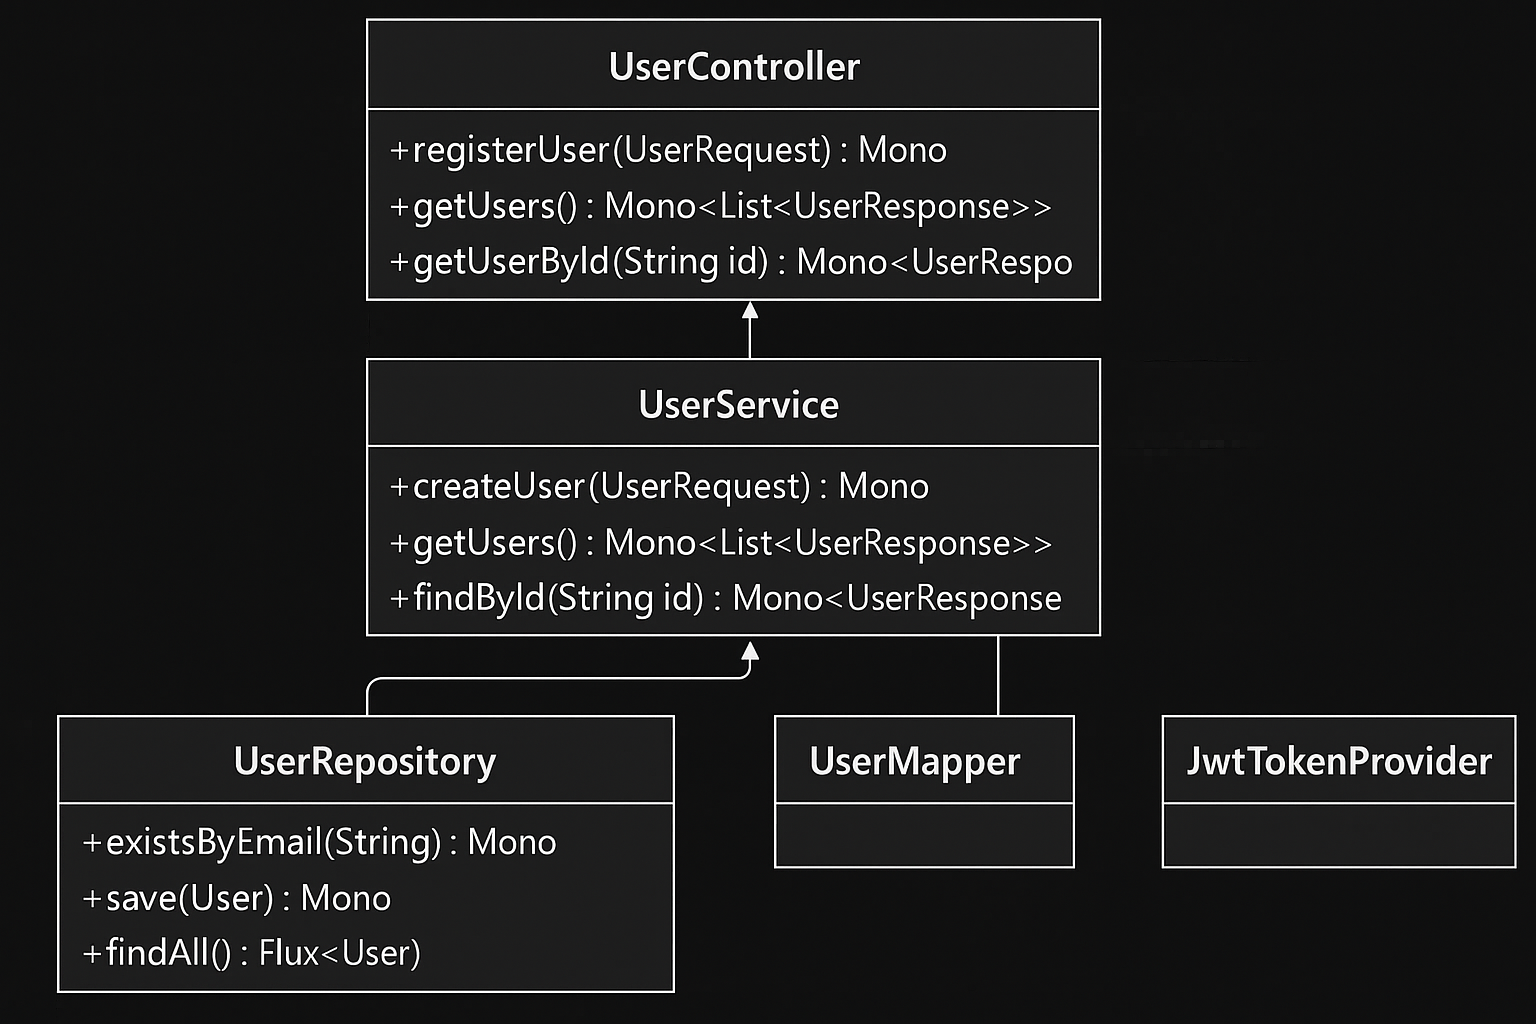 UserController
+registerUser(UserRequest) : Mono
+getUsers() : Mono<List<UserResponse>>
+getUserById(String id) : Mono<UserRespo
UserService
+createUser(UserRequest) : Mono
+getUsers() : Mono<List<UserResponse>>
+findById(String id) : Mono<UserResponse
UserRepository
+existsByEmail(String) : Mono
+save(User) : Mono
+findAll() : Flux<User)
UserMapper
JwtTokenProvider